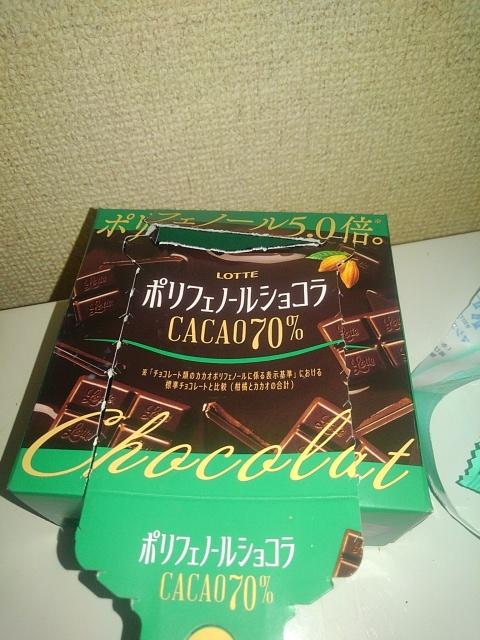 ポリフェノール5.0倍※。
LOTTE
ポリフェノールショコラ
CACAO70%
※「チョコレート類のカカオポリフェノールに係る表示基準」における
標準チョコレートと比較(柑橘とカカオの合計)
Chocolat
ポリフェノールショコラ
CACAO70%